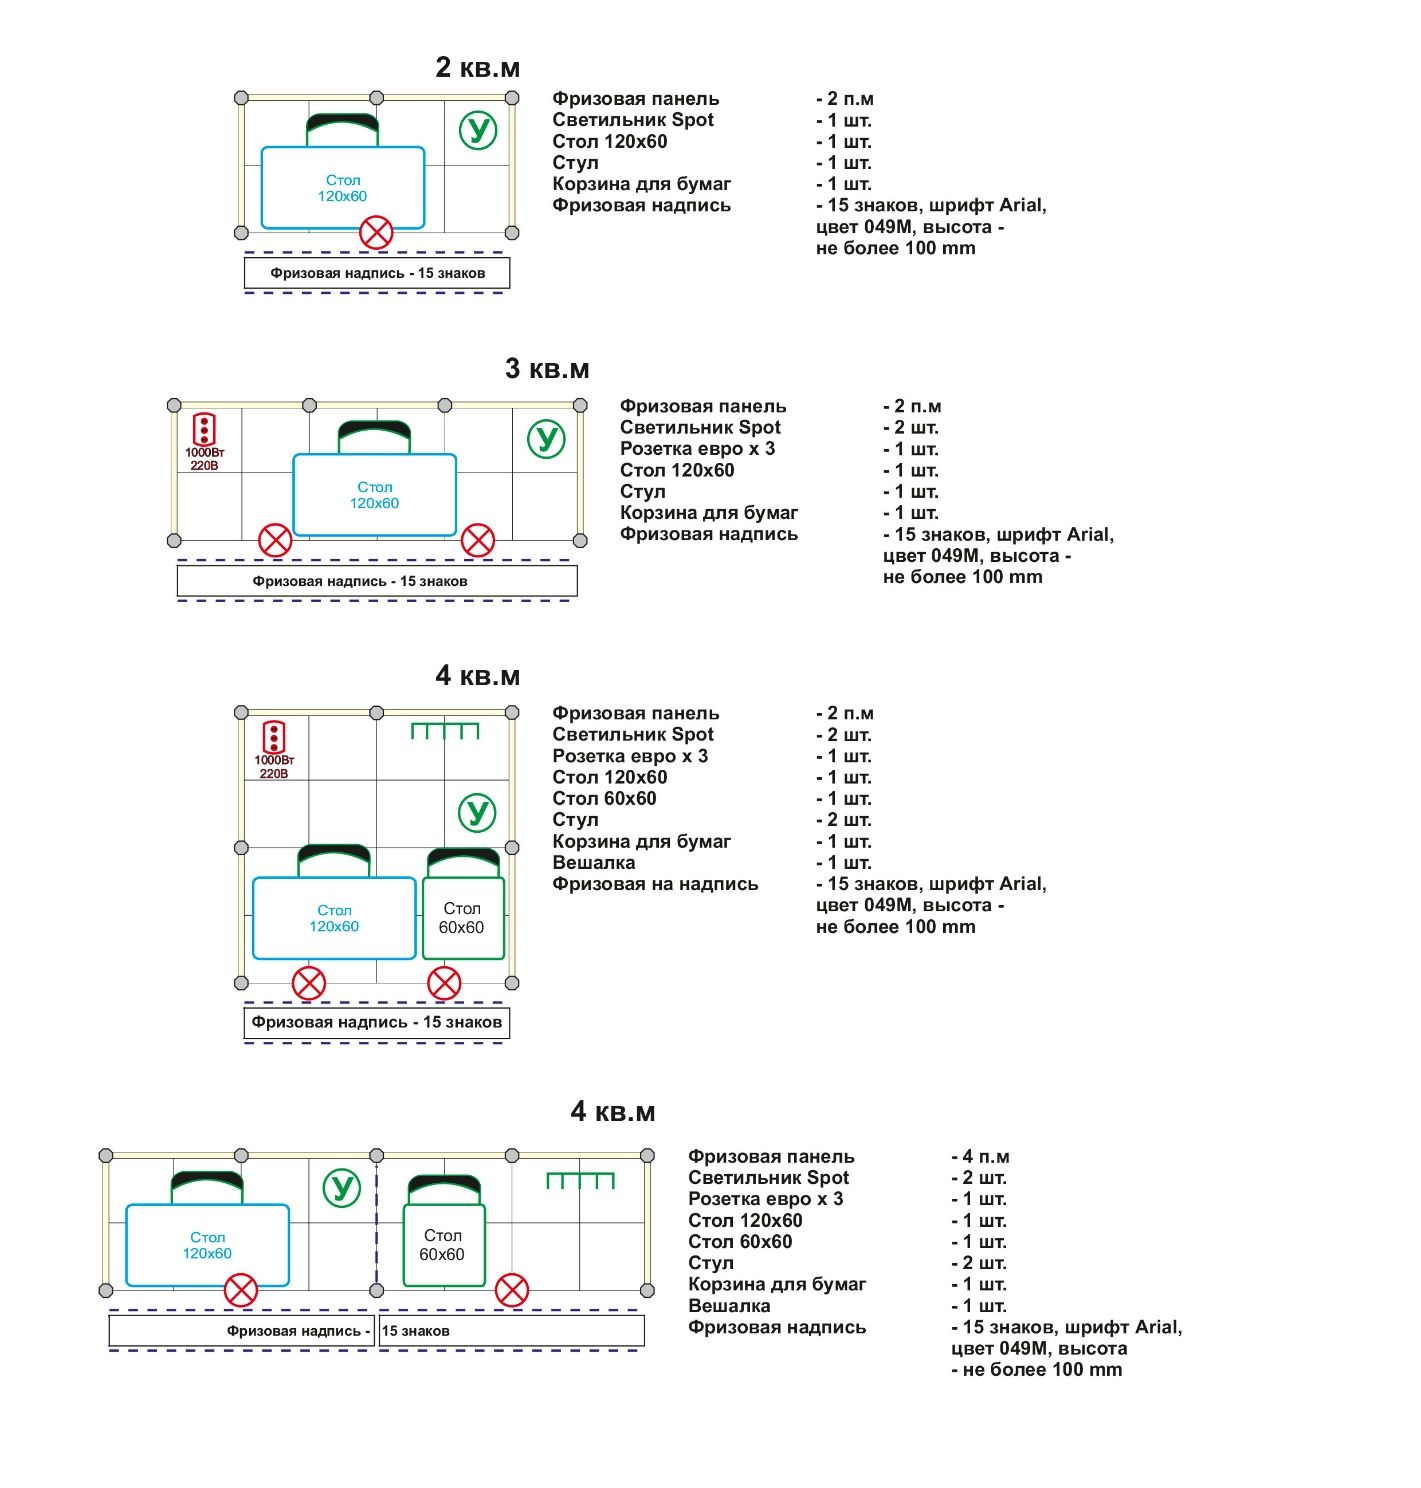 2 кв.м
Фризовая панель - 2 п.м
Светильник Spot - 1 шт.
Стол 120х60 - 1 шт.
Стул - 1 шт.
Корзина для бумаг - 1 шт.
Фризовая надпись - 15 знаков, шрифт Arial,
цвет 049М, высота -
не более 100 mm
У
Стол
120х60
Фризовая надпись - 15 знаков
3 кв.м
Фризовая панель - 2 п.м
Светильник Spot - 2 шт.
Розетка евро х 3 - 1 шт.
Стол 120х60 - 1 шт.
Стул - 1 шт.
Корзина для бумаг - 1 шт.
Фризовая надпись - 15 знаков, шрифт Arial,
цвет 049М, высота -
не более 100 mm
У
1000Вт
220В
Стол
120х60
Фризовая надпись - 15 знаков
4 кв.м
Фризовая панель - 2 п.м
Светильник Spot - 2 шт.
Розетка евро х 3 - 1 шт.
Стол 120х60 - 1 шт.
Стол 60х60 - 1 шт.
Стул - 2 шт.
Корзина для бумаг - 1 шт.
Вешалка - 1 шт.
Фризовая на надпись - 15 знаков, шрифт Arial,
цвет 049М, высота -
не более 100 mm
1000Вт
220В
У
Стол
120х60
Стол
60х60
Фризовая надпись - 15 знаков
4 кв.м
Фризовая панель - 4 п.м
Светильник Spot - 2 шт.
Розетка евро х 3 - 1 шт.
Стол 120х60 - 1 шт.
Стол 60х60 - 1 шт.
Стул - 2 шт.
Корзина для бумаг - 1 шт.
Вешалка - 1 шт.
Фризовая надпись - 15 знаков, шрифт Arial,
цвет 049М, высота
- не более 100 mm
У
Стол
120х60
Стол
60х60
Фризовая надпись - 15 знаков